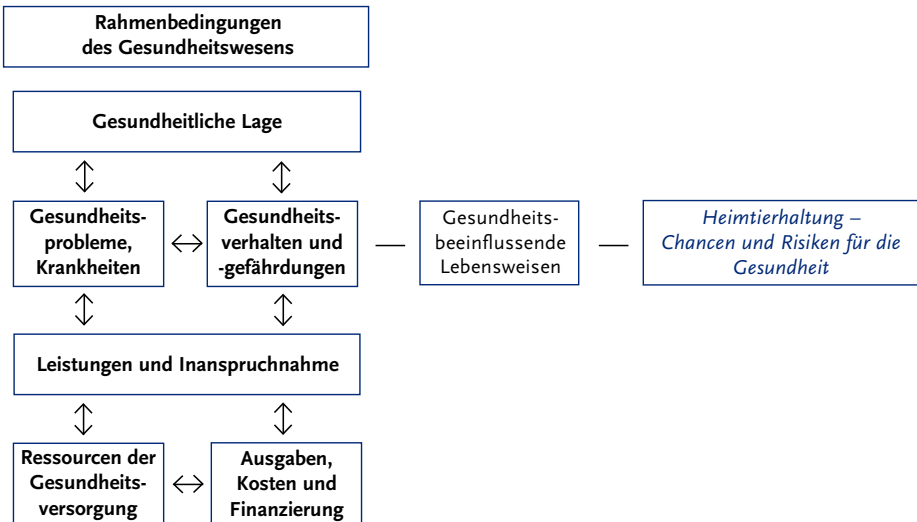 Rahmenbedingungen
des Gesundheitswesens
Gesundheitliche Lage
Gesundheits-
probleme,
Krankheiten
Gesundheits-
verhalten und
-gefährdungen
Gesundheits-
beeinflussende
Lebensweisen
Heimtierhaltung –
Chancen und Risiken für die
Gesundheit
Leistungen und Inanspruchnahme
Ressourcen der
Gesundheits-
versorgung
Ausgaben,
Kosten und
Finanzierung